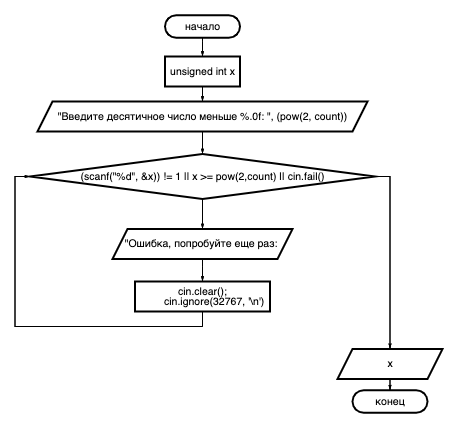 начало
unsigned int x
"Введите десятичное число меньше %.0f: ", (pow(2, count))
(scanf("%d", &x)) != 1 || x >= pow(2,count) || cin.fail()
"Ошибка, попробуйте еще раз:
cin.clear();
cin.ignore(32767, '\n')
x
конец